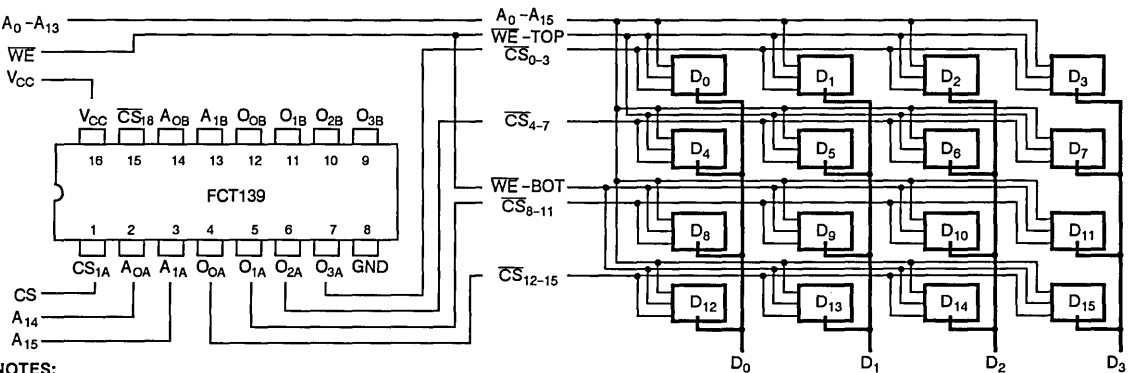 A0-A13
WE
VCC
VCC CS18 A0B A1B O0B O1B O2B O3B
16 15 14 13 12 11 10 9
FCT139
1 2 3 4 5 6 7 8
CS1A A0A A1A O0A O1A O2A O3A GND
CS
A14
A15
A0-A15
WE-TOP
CS0-3
CS4-7
WE-BOT
CS8-11
CS12-15
D0 D1 D2 D3
D4 D5 D6 D7
D8 D9 D10 D11
D12 D13 D14 D15
D0 D1 D2 D3
NOTES: